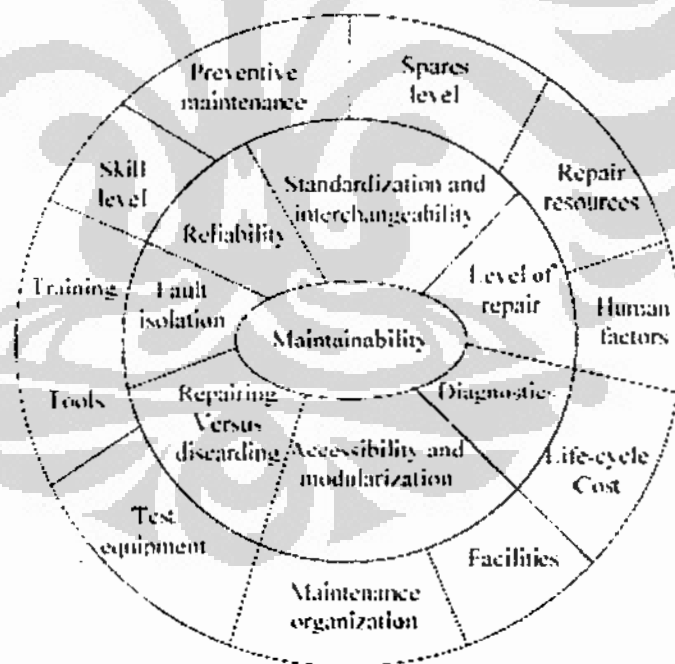 Preventive
maintenance
Spares
level
Skill
level
Repair
resources
Reliability
Standardization and
interchangeability
Training
Fault
isolation
Level of
repair
Human
factors
Maintainability
Tools
Repairing
Versus
discarding
Diagnostic
Accessibility and
modularization
Life-cycle
Cost
Test
equipment
Facilities
Maintenance
organization